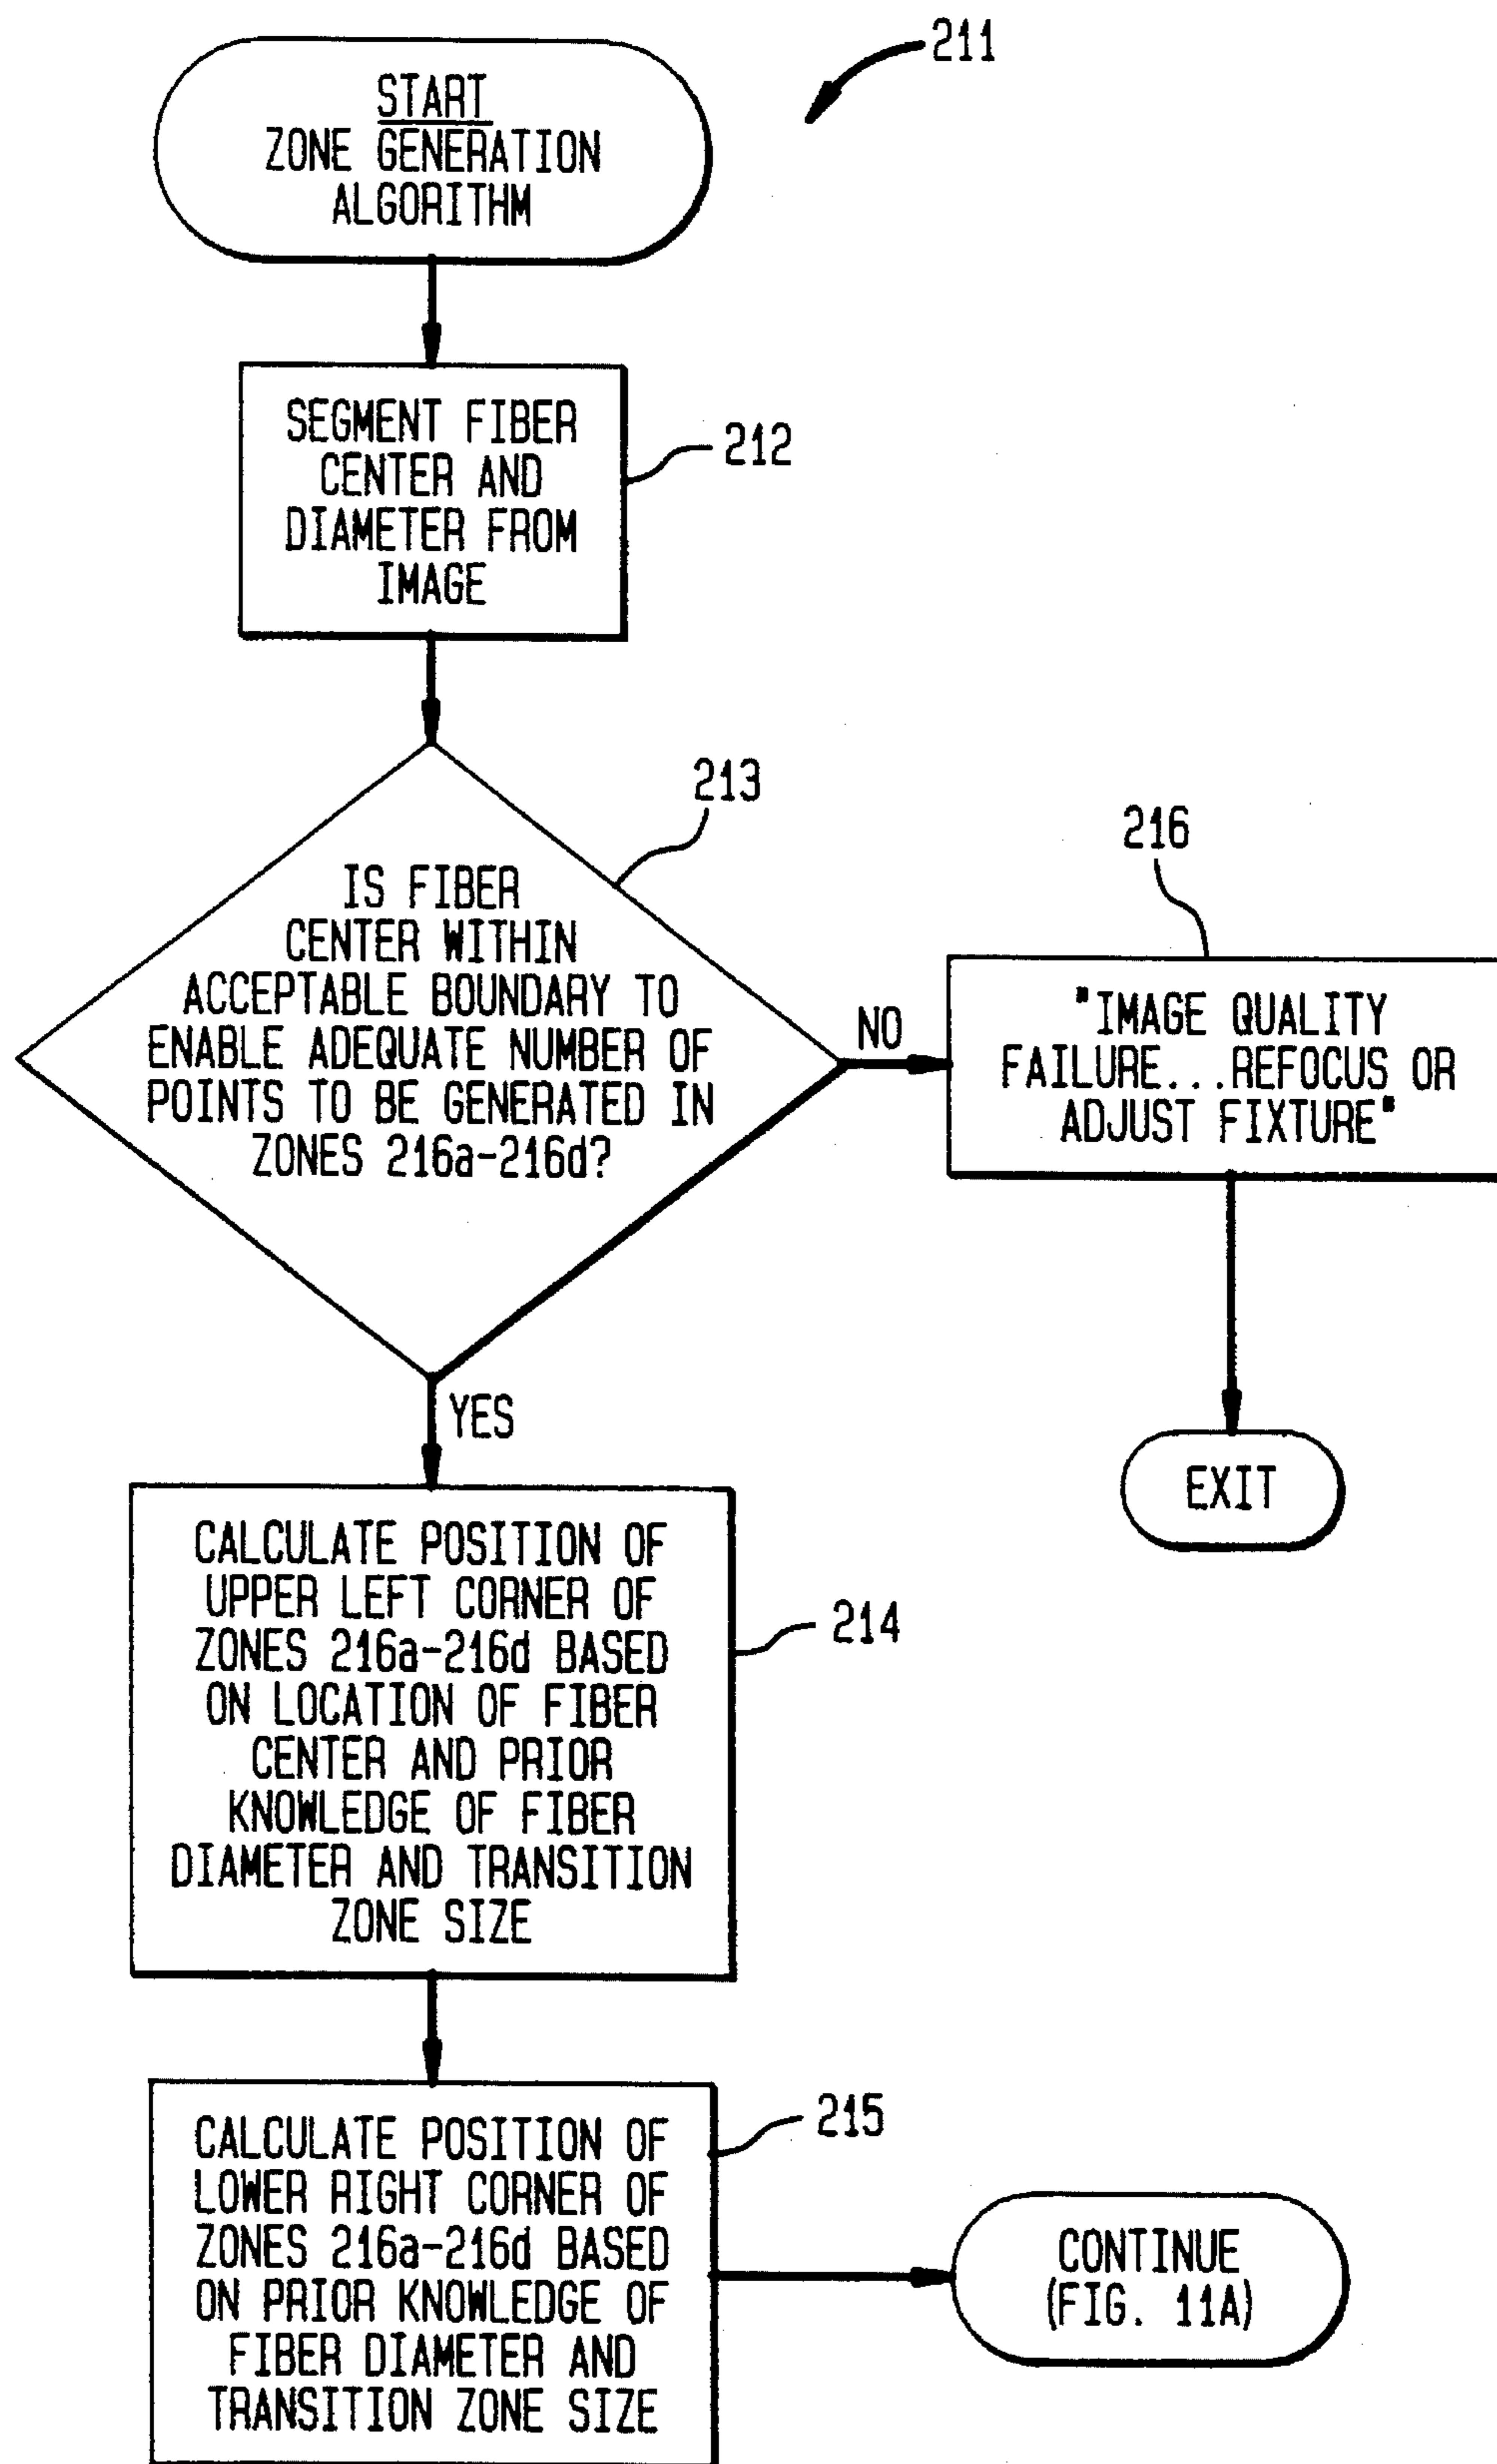 211
START
ZONE GENERATION
ALGORITHM
SEGMENT FIBER
CENTER AND
DIAMETER FROM
IMAGE
212
213
IS FIBER
CENTER WITHIN
ACCEPTABLE BOUNDARY TO
ENABLE ADEQUATE NUMBER OF
POINTS TO BE GENERATED IN
ZONES 216a-216d?
NO
216
"IMAGE QUALITY
FAILURE...REFOCUS OR
ADJUST FIXTURE"
EXIT
YES
CALCULATE POSITION OF
UPPER LEFT CORNER OF
ZONES 216a-216d BASED
ON LOCATION OF FIBER
CENTER AND PRIOR
KNOWLEDGE OF FIBER
DIAMETER AND TRANSITION
ZONE SIZE
214
CALCULATE POSITION OF
LOWER RIGHT CORNER OF
ZONES 216a-216d BASED
ON PRIOR KNOWLEDGE OF
FIBER DIAMETER AND
TRANSITION ZONE SIZE
215
CONTINUE
(FIG. 11A)